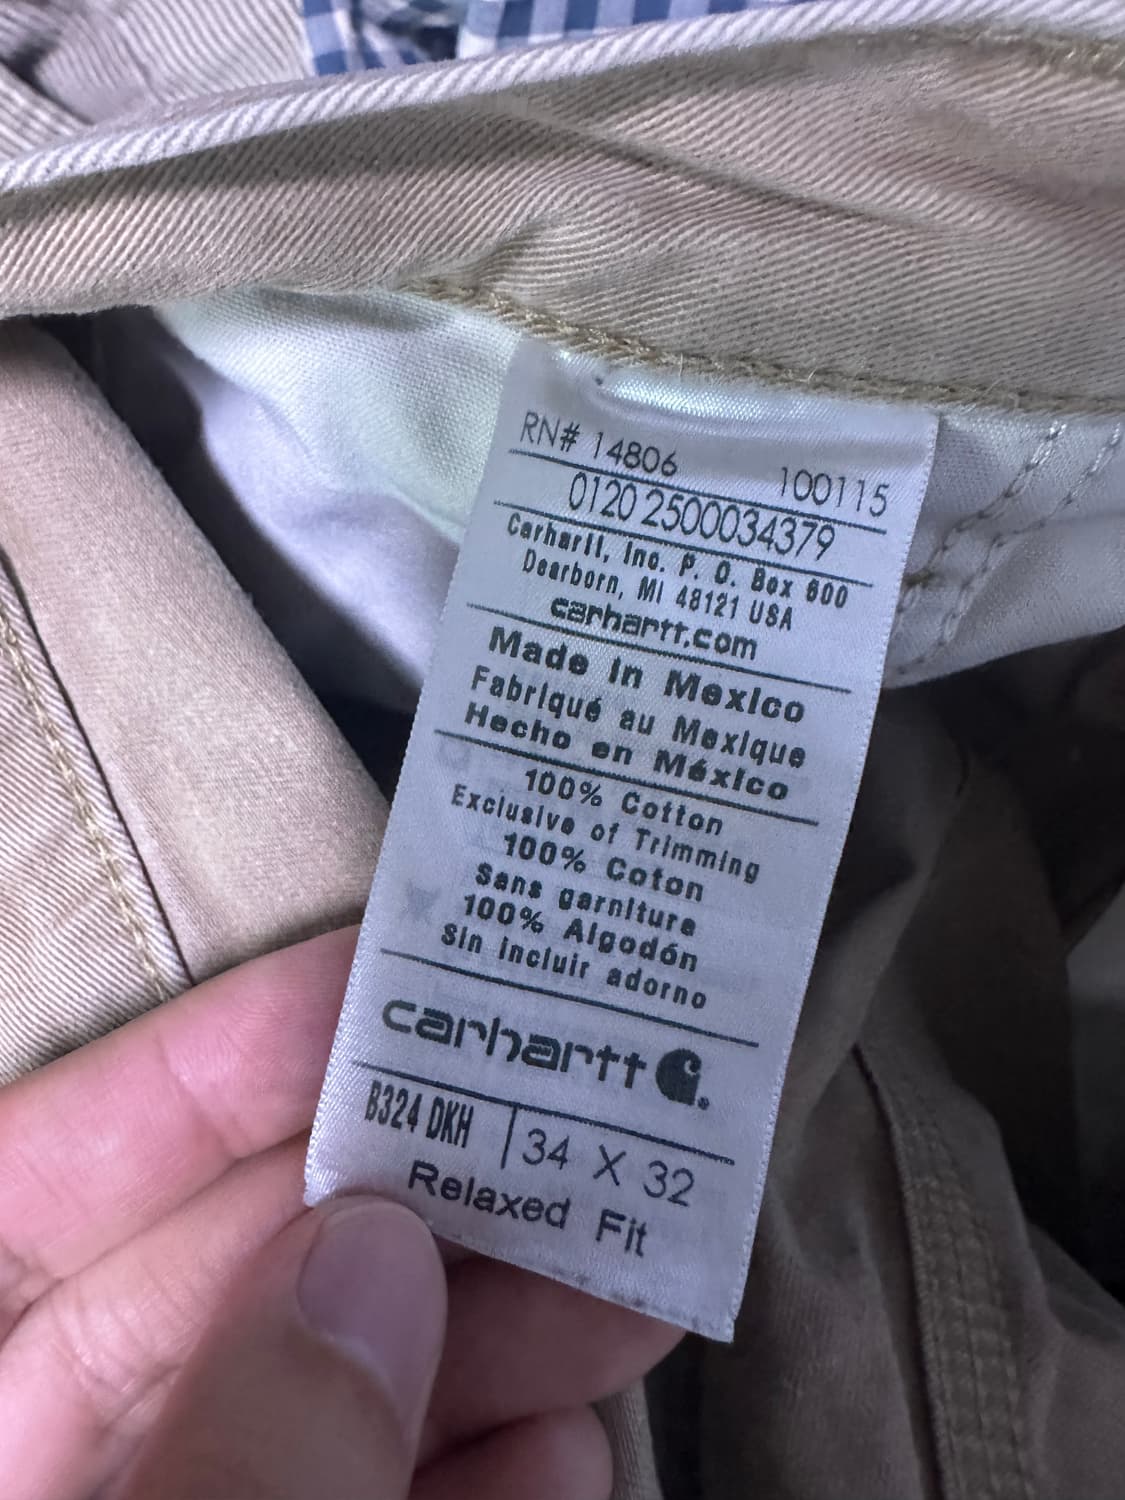 RN# 14806 100115
0120 2500034379
Carhartt, Inc. P. O. Box 600
Dearborn, MI 48121 USA
carhartt.com
Made in Mexico
Fabriqué au Mexique
Hecho en México
100% Cotton
Exclusive of Trimming
100% Coton
Sans garniture
100% Algodón
Sin incluir adorno
carhartt
B324 DKH 34 X 32
Relaxed Fit